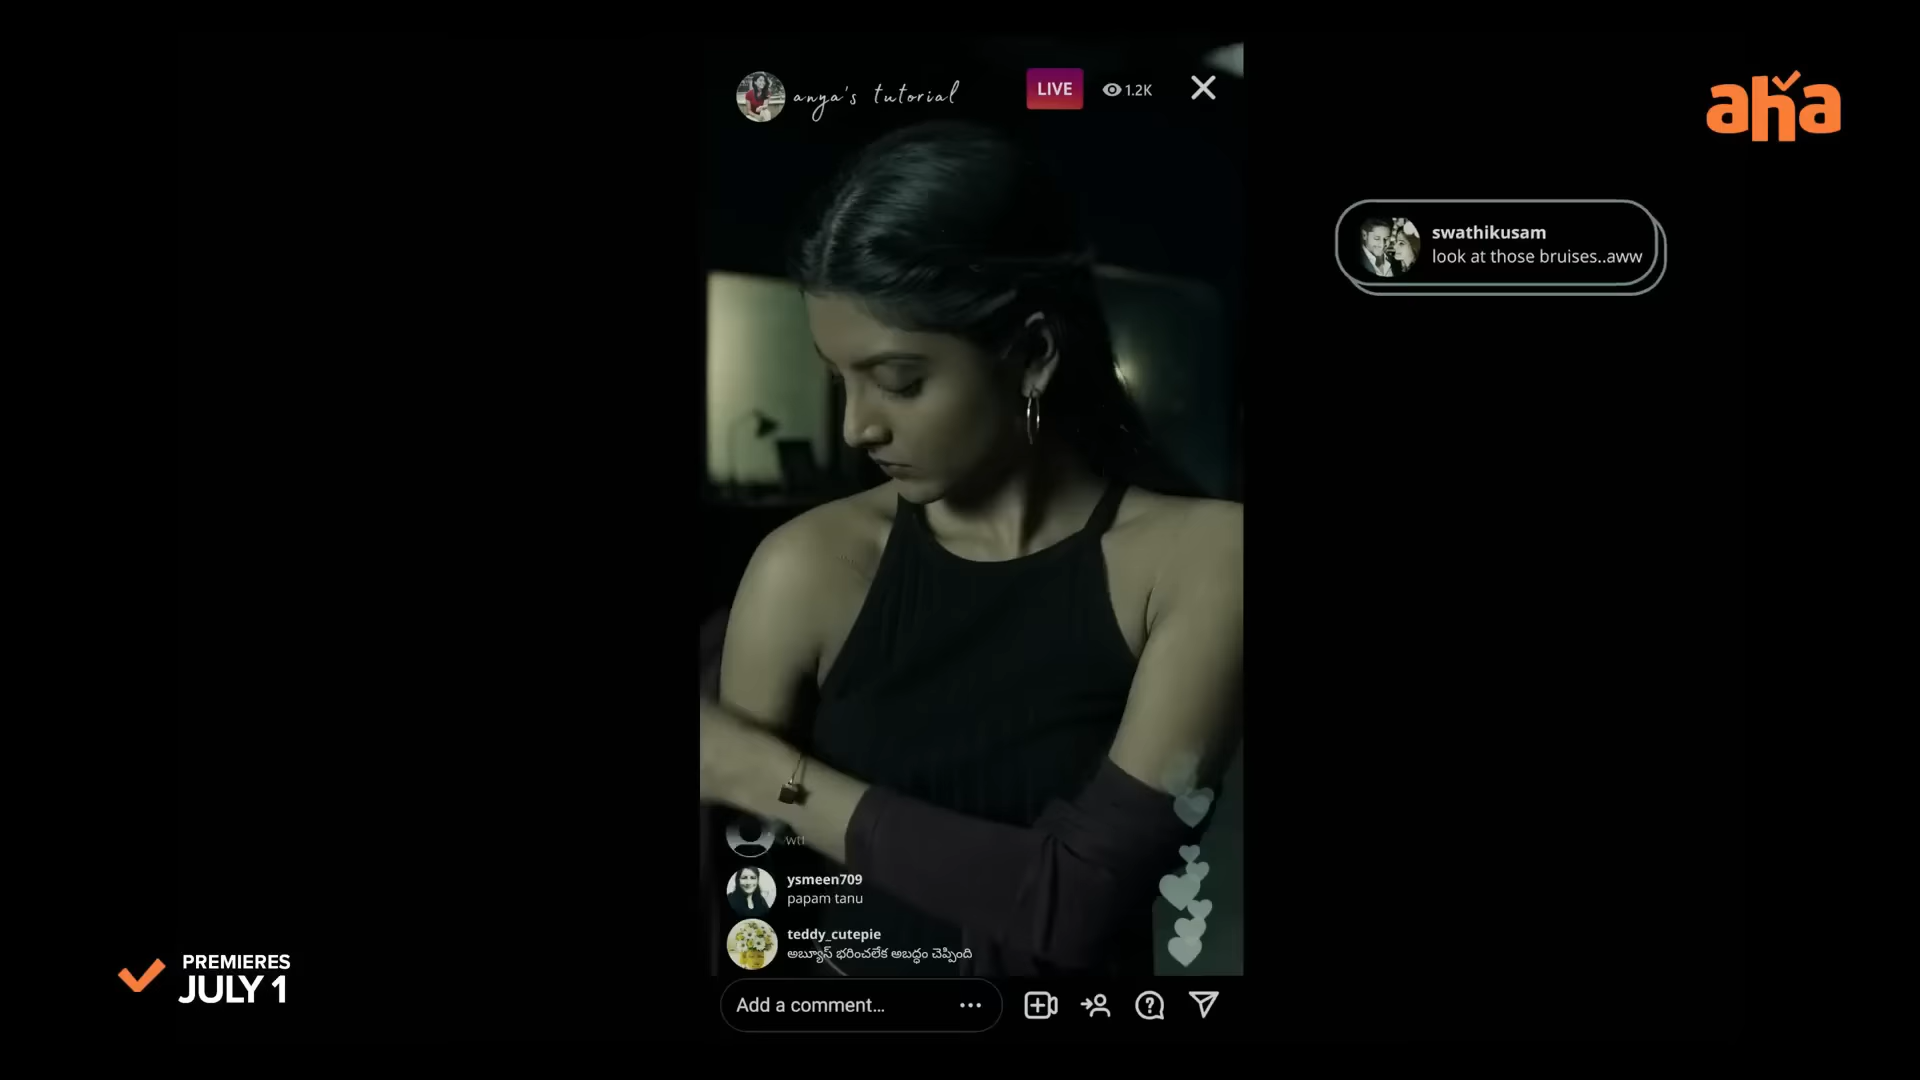 anya's tutorial
LIVE
1.2K
aha
swathikusam
look at those bruises..aww
ysmeen709
papam tanu
teddy_cutepie
అబ్యూస్ భరించలేక అబద్ధం చెప్పింది
PREMIERES
JULY 1
Add a comment...